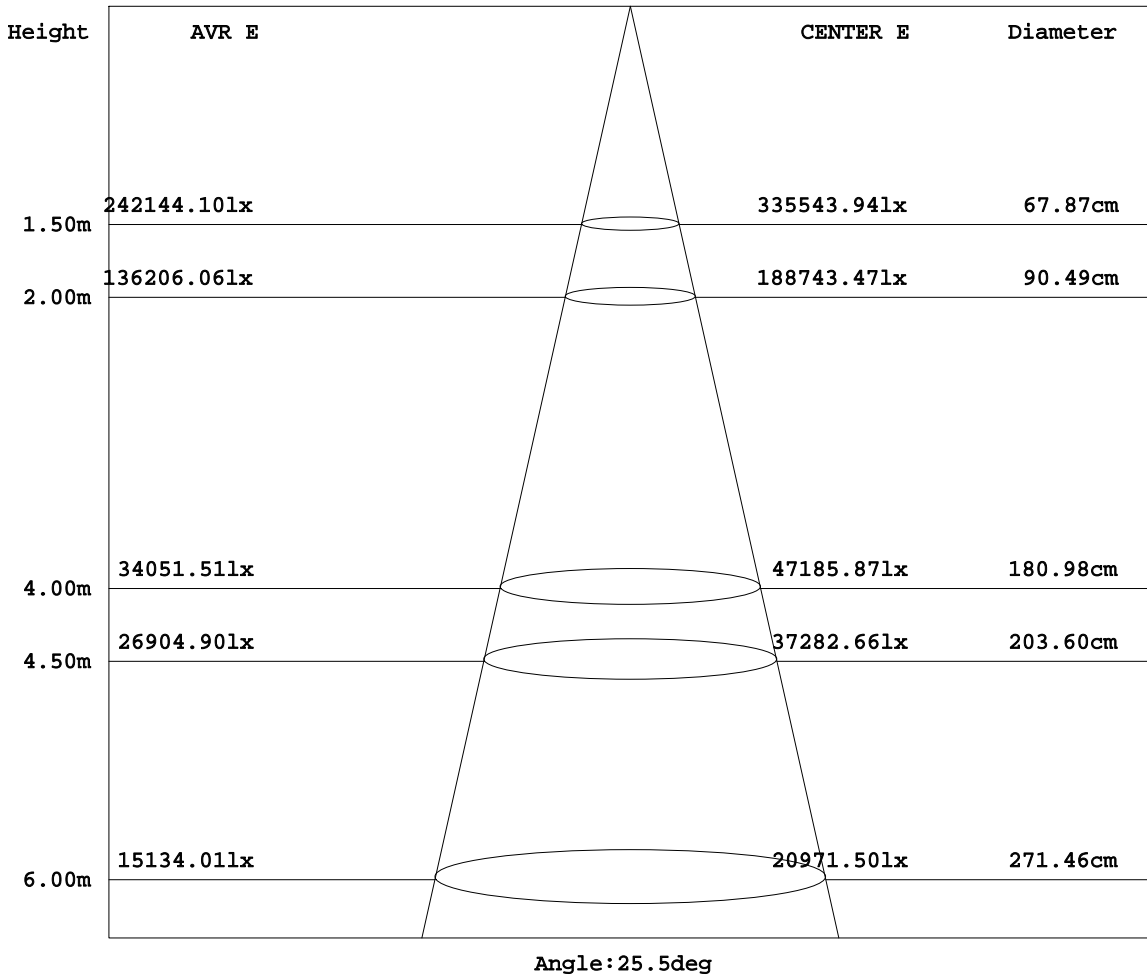 Height AVR E CENTER E Diameter
242144.10lx 335543.94lx 67.87cm
1.50m
136206.06lx 188743.47lx 90.49cm
2.00m
34051.51lx 47185.87lx 180.98cm
4.00m
26904.90lx 37282.66lx 203.60cm
4.50m
15134.01lx 20971.50lx 271.46cm
6.00m
Angle:25.5deg